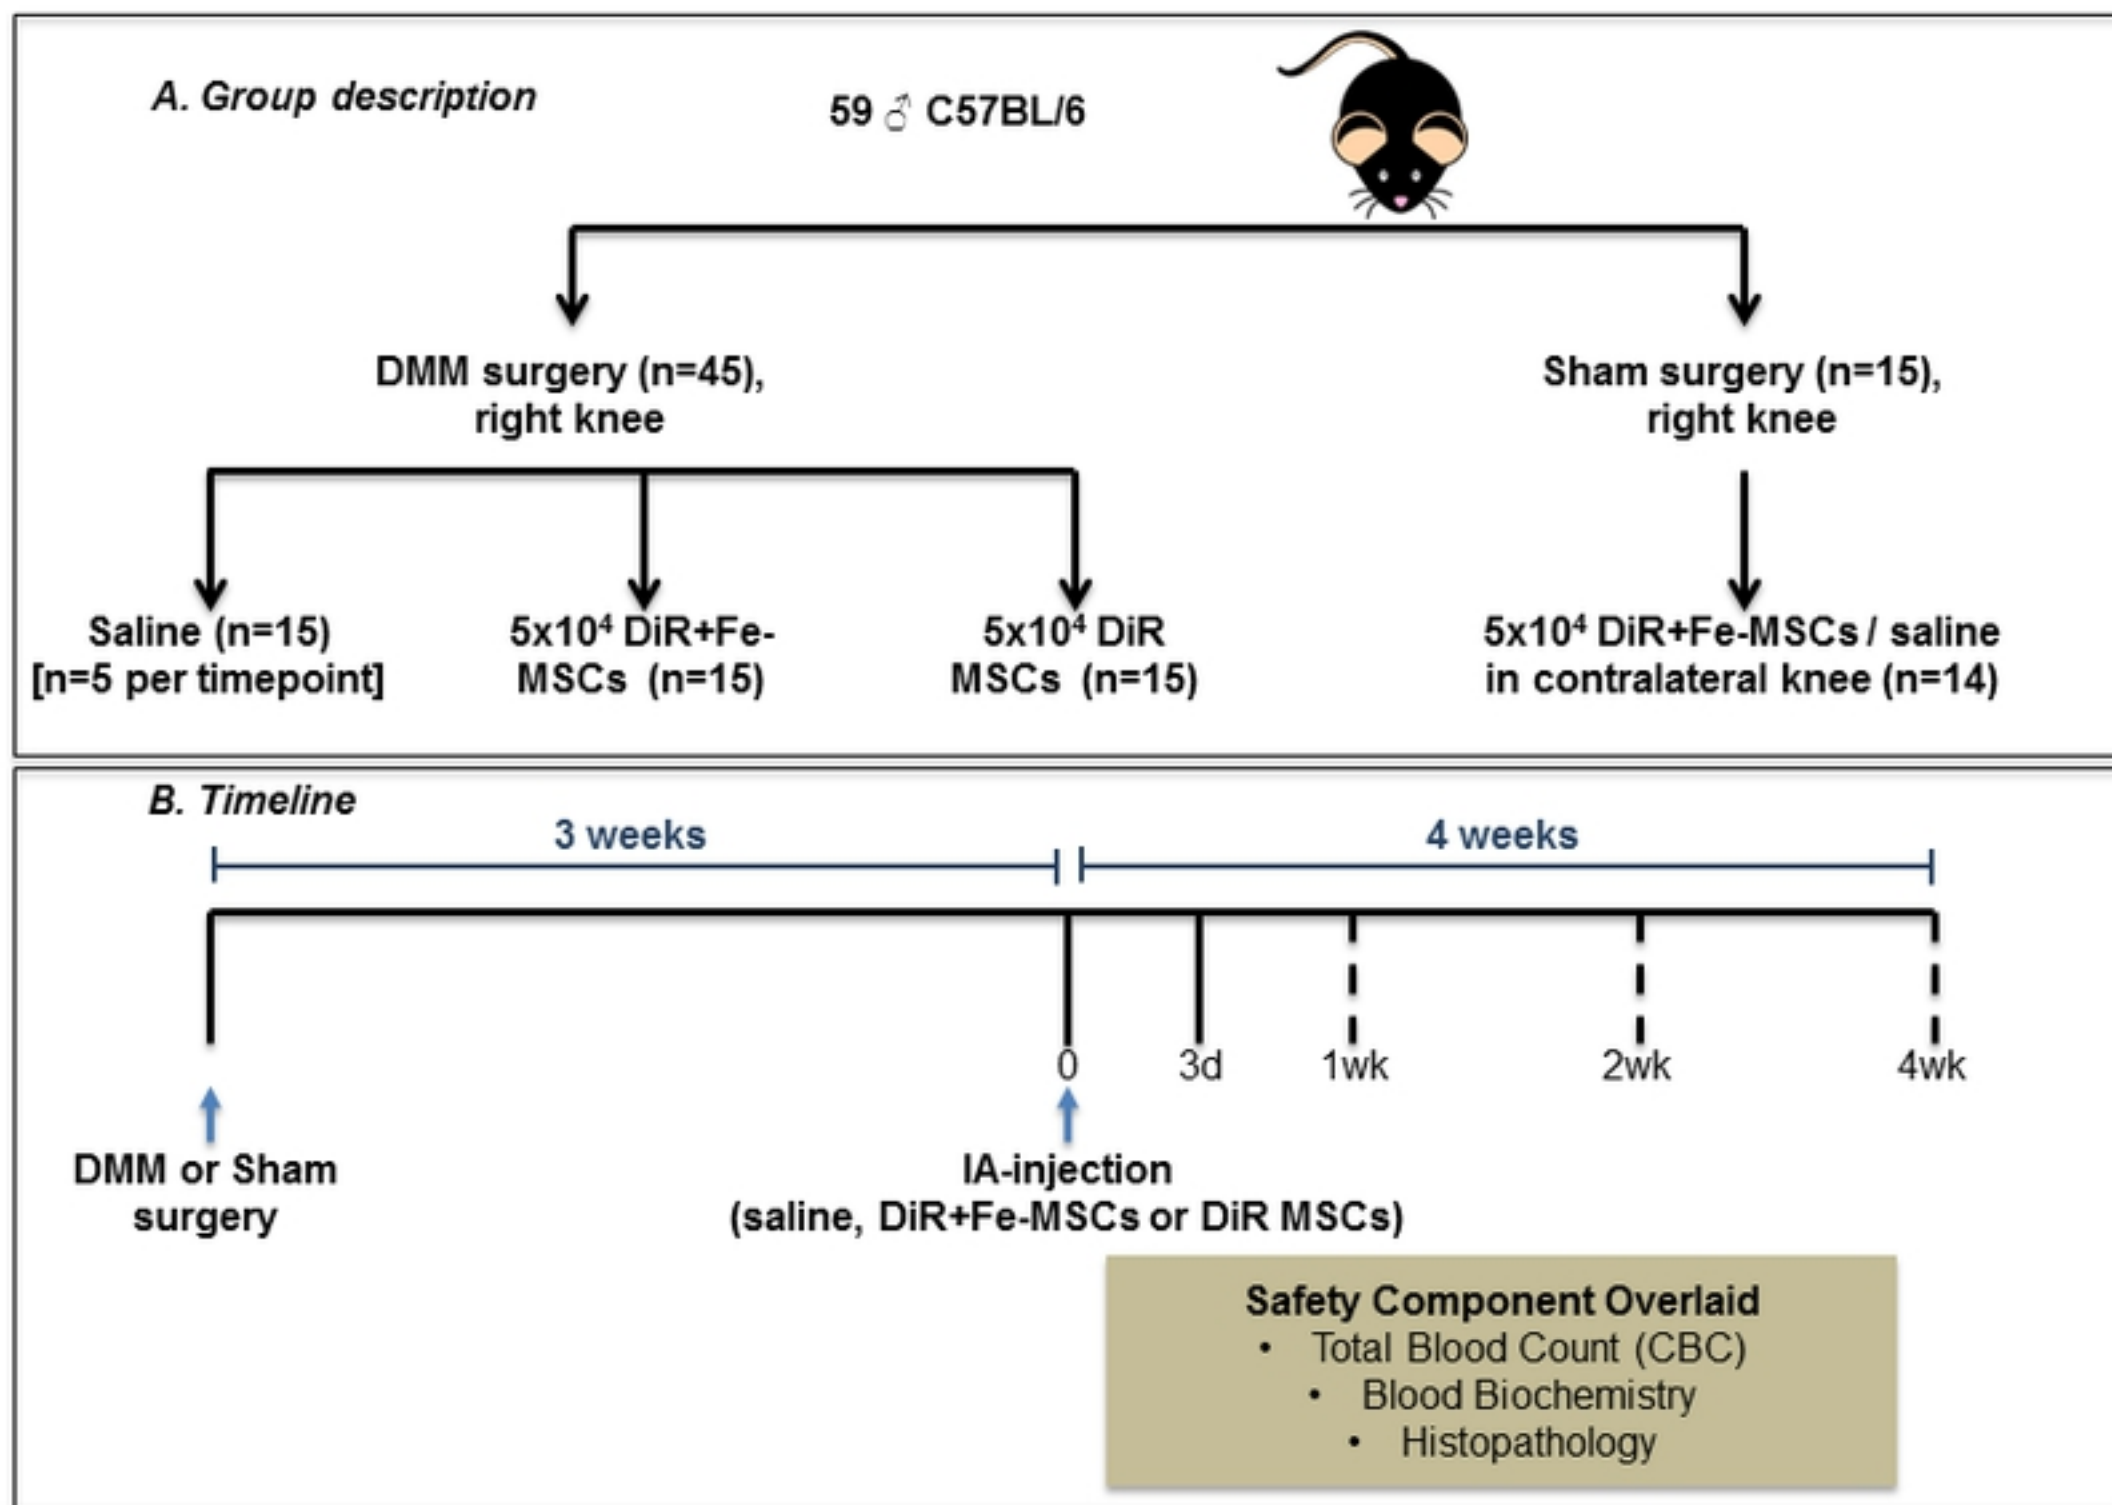 A. Group description
59 ♂ C57BL/6
DMM surgery (n=45),
right knee
Sham surgery (n=15),
right knee
Saline (n=15)
[n=5 per timepoint]
5x10⁴ DiR+Fe-
MSCs (n=15)
5x10⁴ DiR
MSCs (n=15)
5x10⁴ DiR+Fe-MSCs / saline
in contralateral knee (n=14)
B. Timeline
3 weeks
4 weeks
0
3d
1wk
2wk
4wk
DMM or Sham
surgery
IA-injection
(saline, DiR+Fe-MSCs or DiR MSCs)
Safety Component Overlaid
• Total Blood Count (CBC)
• Blood Biochemistry
• Histopathology